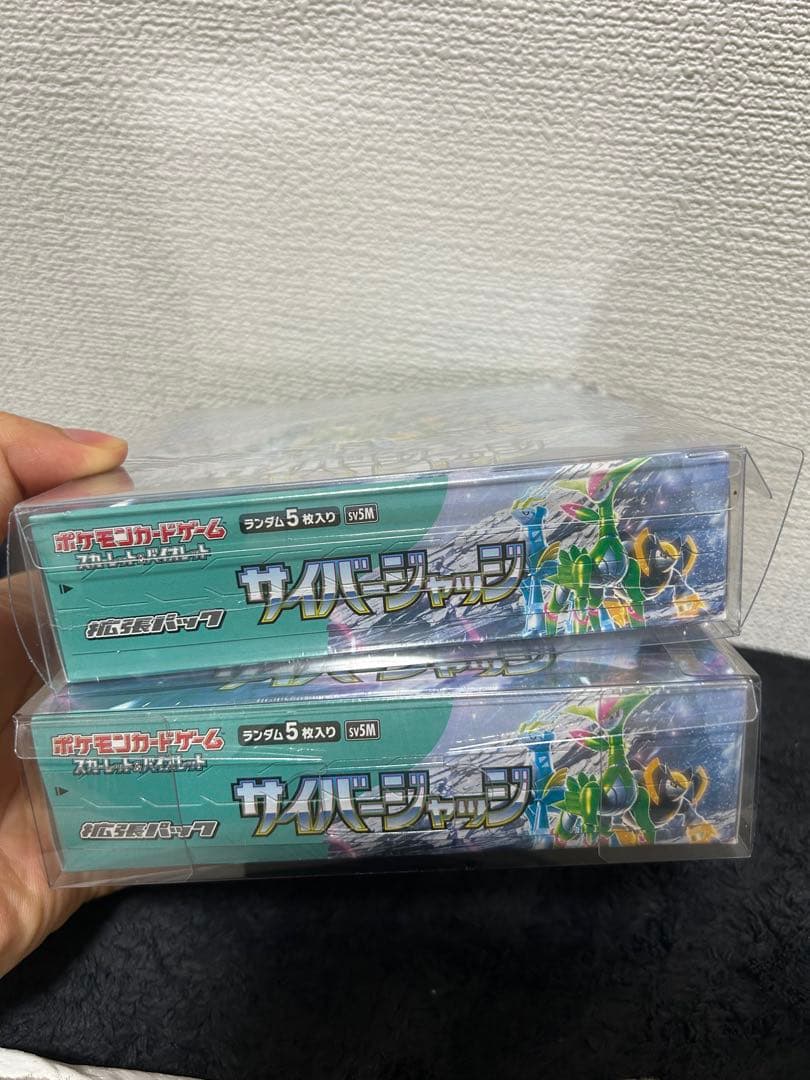 ポケモンカードゲーム
スカーレット&バイオレット
ランダム5枚入り SV5M
サイバージャッジ
拡張パック
ポケモンカードゲーム
スカーレット&バイオレット
ランダム5枚入り SV5M
サイバージャッジ
拡張パック